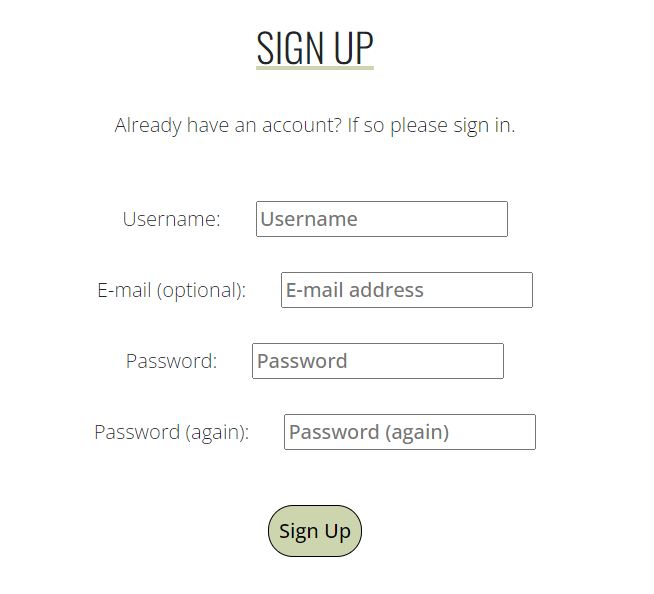 SIGN UP
Already have an account? If so please sign in.
Username: Username
E-mail (optional): E-mail address
Password: Password
Password (again): Password (again)
Sign Up